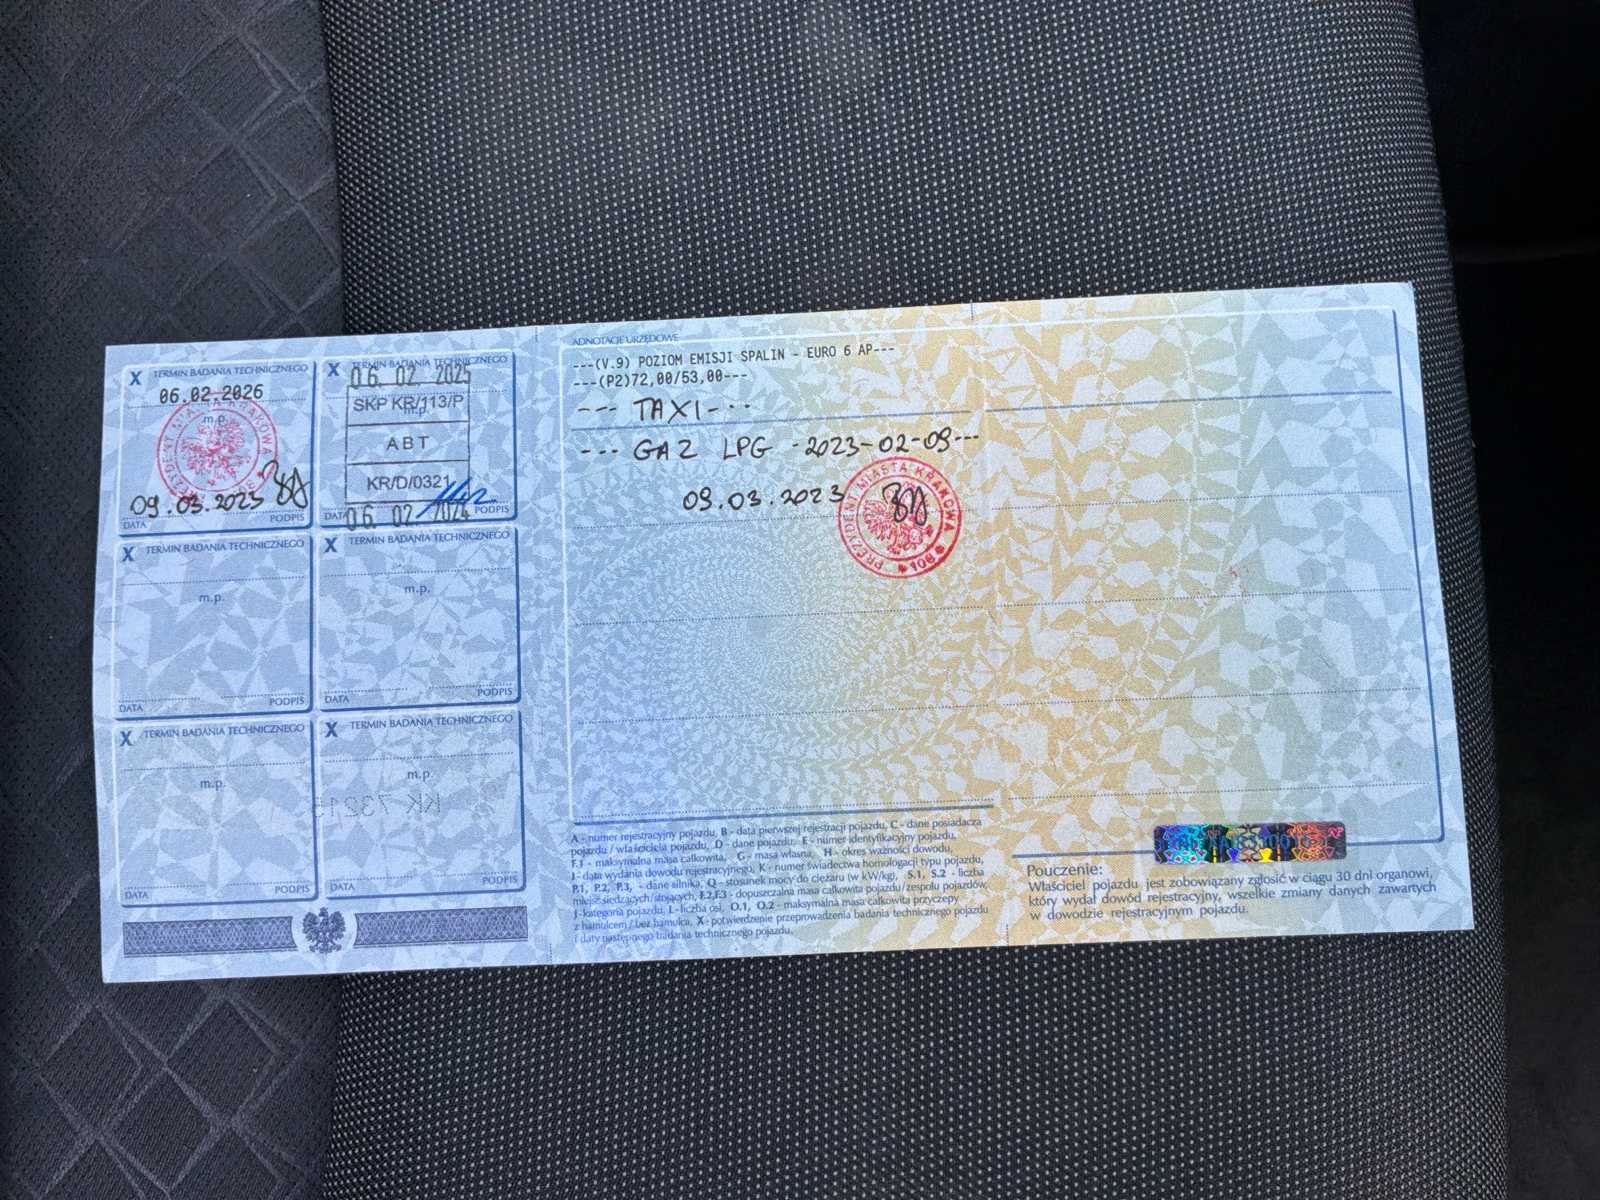 X TERMIN BADANIA TECHNICZNEGO
06.02.2026
m.p.
PREZYDENT MIASTA KRAKOWA
09.03.2023
DATA PODPIS
X TERMIN BADANIA TECHNICZNEGO
06. 02. 2025
SKP KR/113/P
m.p.
ABT
KR/D/0321
DATA PODPIS
06. 02. 2024
X TERMIN BADANIA TECHNICZNEGO
m.p.
DATA PODPIS
X TERMIN BADANIA TECHNICZNEGO
m.p.
DATA PODPIS
X TERMIN BADANIA TECHNICZNEGO
m.p.
DATA PODPIS
X TERMIN BADANIA TECHNICZNEGO
m.p.
DATA PODPIS
ADNOTACJE URZĘDOWE
---(V.9) POZIOM EMISJI SPALIN - EURO 6 AP---
---(P2)72,00/53,00---
--- TAXI---
--- GAZ LPG -2023-02-09---
09.03.2023
PREZYDENT MIASTA KRAKOWA
A - numer rejestracyjny pojazdu, B - data pierwszej rejestracji pojazdu, C - dane posiadacza
pojazdu / właściciela pojazdu, D - dane pojazdu, E - numer identyfikacyjny pojazdu,
F.1 - maksymalna masa całkowita, G - masa własna, H - okres ważności dowodu,
I - data wydania dowodu rejestracyjnego, K - numer świadectwa homologacji typu pojazdu,
P.1, P.2, P.3, - dane silnika, Q - stosunek mocy do ciężaru (w kW/kg), S.1, S.2 - liczba
miejsc siedzących/stojących, F.2,F.3 - dopuszczalna masa całkowita pojazdu/zespołu pojazdów,
J - kategoria pojazdu, L - liczba osi, O.1, O.2 - maksymalna masa całkowita przyczepy
z hamulcem / bez hamulca, X - potwierdzenie przeprowadzenia badania technicznego pojazdu
i daty następnego badania technicznego pojazdu.
Pouczenie:
Właściciel pojazdu jest zobowiązany zgłosić w ciągu 30 dni organowi,
który wydał dowód rejestracyjny, wszelkie zmiany danych zawartych
w dowodzie rejestracyjnym pojazdu.